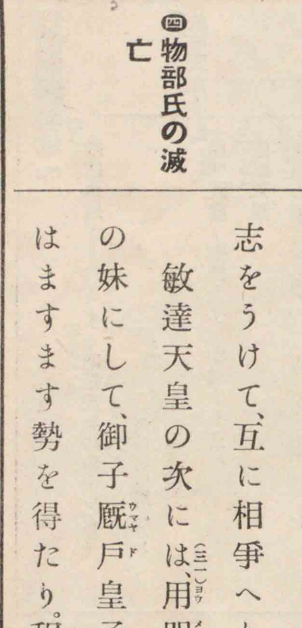 ㊃物部氏の滅
亡
志をうけて、互に相爭へ
敏達天皇の次には、用
の妹にして、御子厩戸皇
はますます勢を得たり。